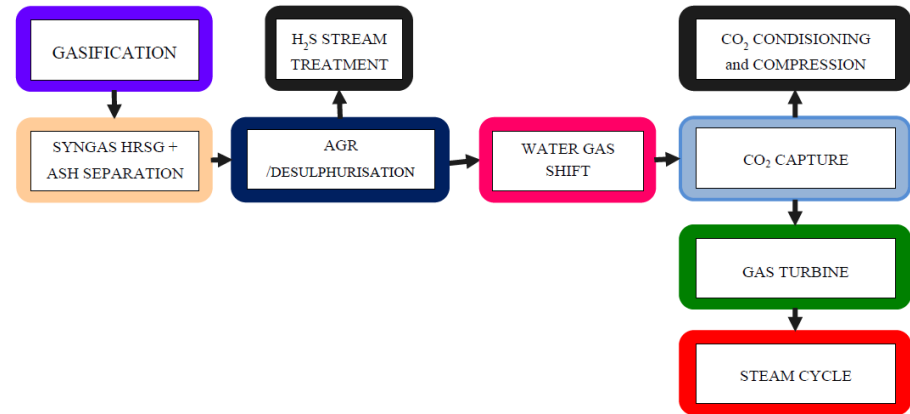 GASIFICATION
H₂S STREAM
TREATMENT
CO₂ CONDISIONING
and COMPRESSION
SYNGAS HRSG +
ASH SEPARATION
AGR
/DESULPHURISATION
WATER GAS
SHIFT
CO₂ CAPTURE
GAS TURBINE
STEAM CYCLE